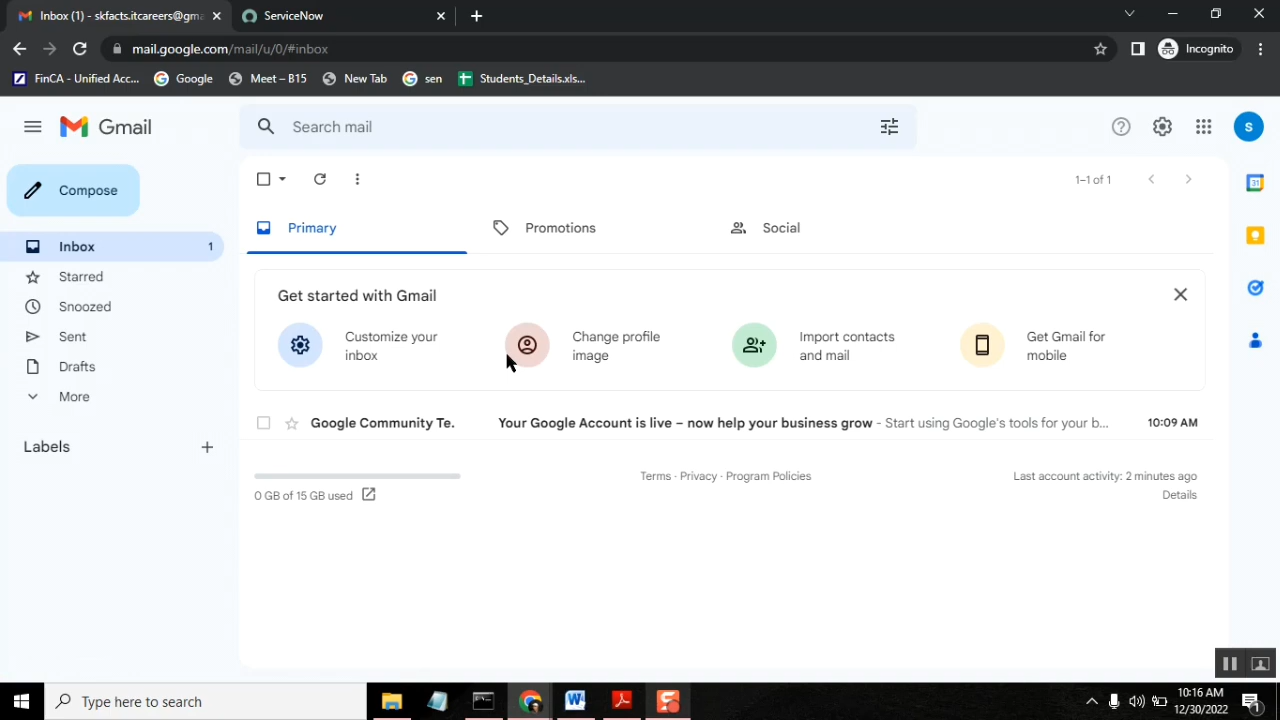 Inbox (1) - skfacts.itcareers@gma
ServiceNow
mail.google.com/mail/u/0/#inbox
Incognito
FinCA - Unified Acc...
Google
Meet – B15
New Tab
sen
Students_Details.xls...
Gmail
Search mail
s
Compose
1–1 of 1
31
Primary
Promotions
Social
Inbox
1
Starred
Snoozed
Sent
Drafts
More
Labels
Get started with Gmail
Customize your
inbox
Change profile
image
Import contacts
and mail
Get Gmail for
mobile
Google Community Te.
Your Google Account is live – now help your business grow - Start using Google's tools for your b...
10:09 AM
0 GB of 15 GB used
Terms · Privacy · Program Policies
Last account activity: 2 minutes ago
Details
Type here to search
10:16 AM
12/30/2022
1